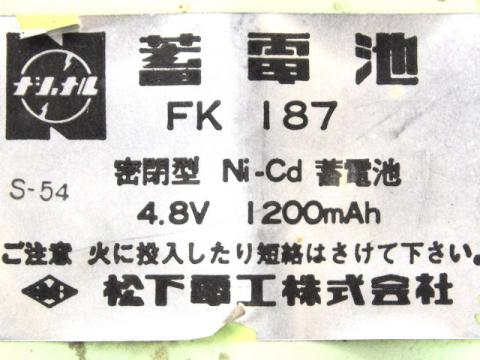 ナショナル
蓄電池
FK 187
密閉型 Ni-Cd 蓄電池
S-54
4.8V 1200mAh
ご注意 火に投入したり短絡はさけて下さい。
松下電工株式会社